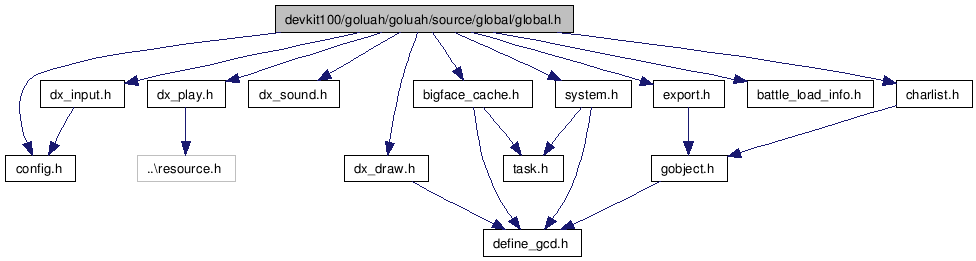 devkit100/goluah/goluah/source/global/global.h
dx_input.h
dx_play.h
dx_sound.h
bigface_cache.h
system.h
export.h
battle_load_info.h
charlist.h
config.h
..\resource.h
dx_draw.h
task.h
gobject.h
define_gcd.h